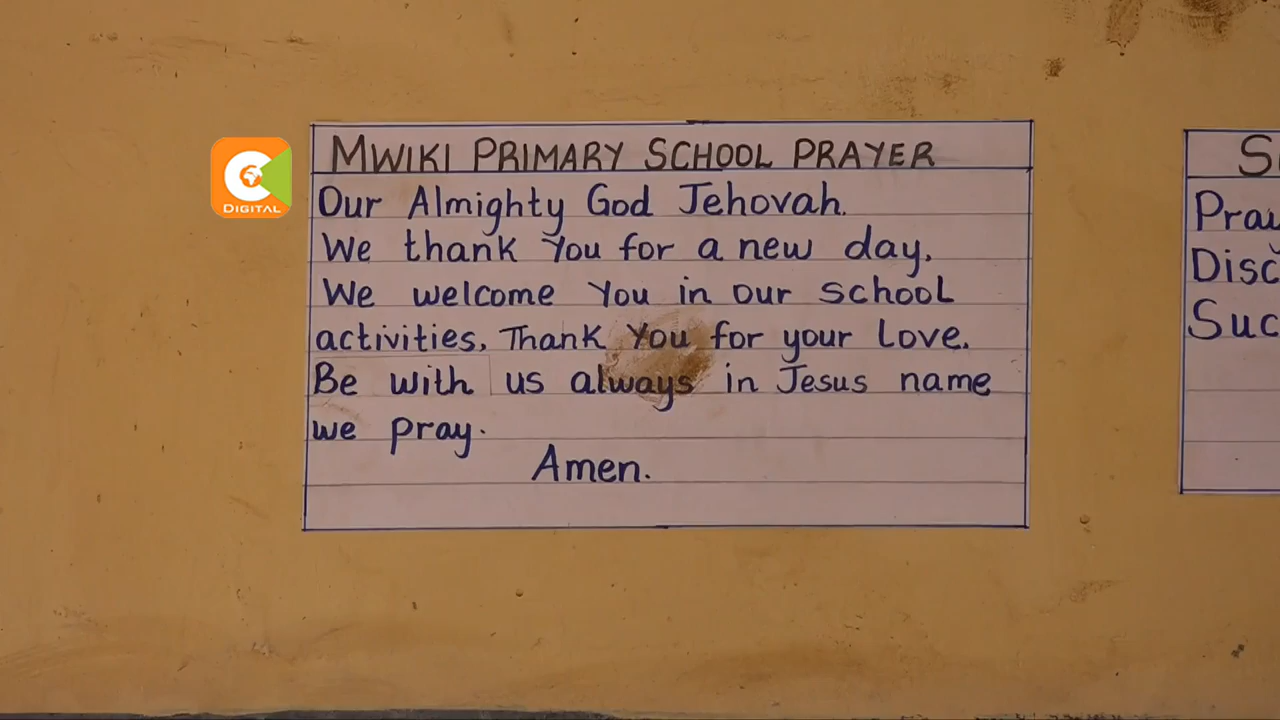 MWIKI PRIMARY SCHOOL PRAYER
Our Almighty God Jehovah.
We thank You for a new day,
We welcome You in our school
activities, Thank You for your Love.
Be with us always in Jesus name
we pray.
Amen.
DIGITAL